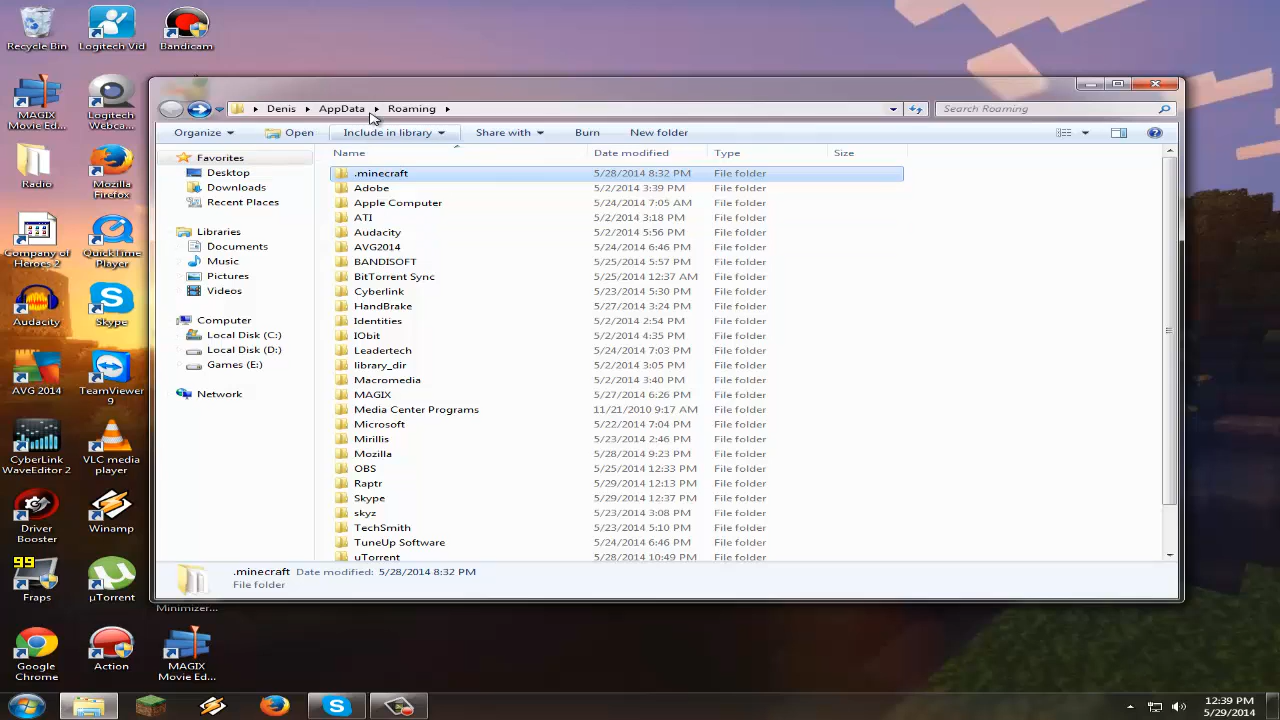 Recycle Bin
Logitech Vid
Bandicam
MAGIX
Movie Ed...
Logitech
Webca...
Radio
Mozilla
Firefox
Company of
Heroes 2
QuickTime
Player
Audacity
Skype
AVG 2014
TeamViewer
9
CyberLink
WaveEditor 2
VLC media
player
Driver
Booster
Winamp
99
Fraps
µTorrent
Minimizer...
Google
Chrome
Action
MAGIX
Movie Ed...
Denis
AppData
Roaming
Search Roaming
Organize
Open
Include in library
Share with
Burn
New folder
Favorites
Desktop
Downloads
Recent Places
Libraries
Documents
Music
Pictures
Videos
Computer
Local Disk (C:)
Local Disk (D:)
Games (E:)
Network
Name Date modified Type Size
.minecraft 5/28/2014 8:32 PM File folder
Adobe 5/2/2014 3:39 PM File folder
Apple Computer 5/24/2014 7:05 AM File folder
ATI 5/2/2014 3:18 PM File folder
Audacity 5/2/2014 5:56 PM File folder
AVG2014 5/24/2014 6:46 PM File folder
BANDISOFT 5/25/2014 5:57 PM File folder
BitTorrent Sync 5/25/2014 12:37 AM File folder
Cyberlink 5/23/2014 5:30 PM File folder
HandBrake 5/27/2014 3:24 PM File folder
Identities 5/2/2014 2:54 PM File folder
IObit 5/2/2014 4:35 PM File folder
Leadertech 5/24/2014 7:03 PM File folder
library_dir 5/2/2014 3:05 PM File folder
Macromedia 5/2/2014 3:40 PM File folder
MAGIX 5/27/2014 6:26 PM File folder
Media Center Programs 11/21/2010 9:17 AM File folder
Microsoft 5/22/2014 7:04 PM File folder
Mirillis 5/23/2014 2:46 PM File folder
Mozilla 5/28/2014 9:23 PM File folder
OBS 5/25/2014 12:33 PM File folder
Raptr 5/29/2014 12:13 PM File folder
Skype 5/29/2014 12:37 PM File folder
skyz 5/23/2014 3:08 PM File folder
TechSmith 5/23/2014 5:10 PM File folder
TuneUp Software 5/24/2014 6:46 PM File folder
uTorrent 5/28/2014 10:49 PM File folder
.minecraft Date modified: 5/28/2014 8:32 PM
File folder
12:39 PM
5/29/2014